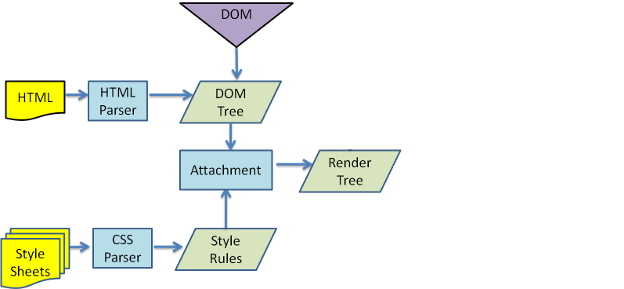 DOM
HTML
HTML
Parser
DOM
Tree
Attachment
Render
Tree
Style
Sheets
CSS
Parser
Style
Rules